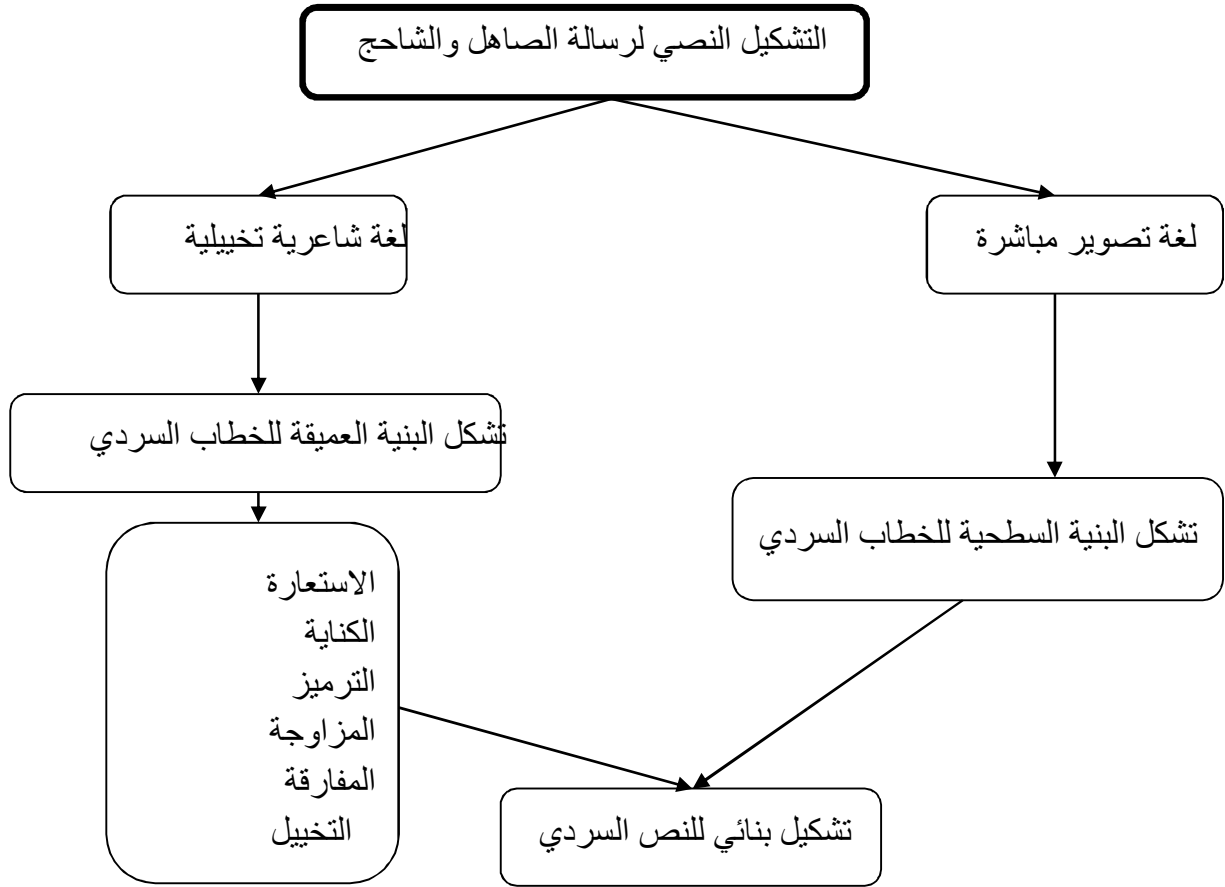 التشكيل النصي لرسالة الصاهل والشاحج
لغة تصوير مباشرة
لغة شاعرية تخييلية
تشكل البنية العميقة للخطاب السردي
تشكل البنية السطحية للخطاب السردي
الاستعارة
الكناية
الترميز
المزاوجة
المفارقة
التخييل
تشكيل بنائي للنص السردي